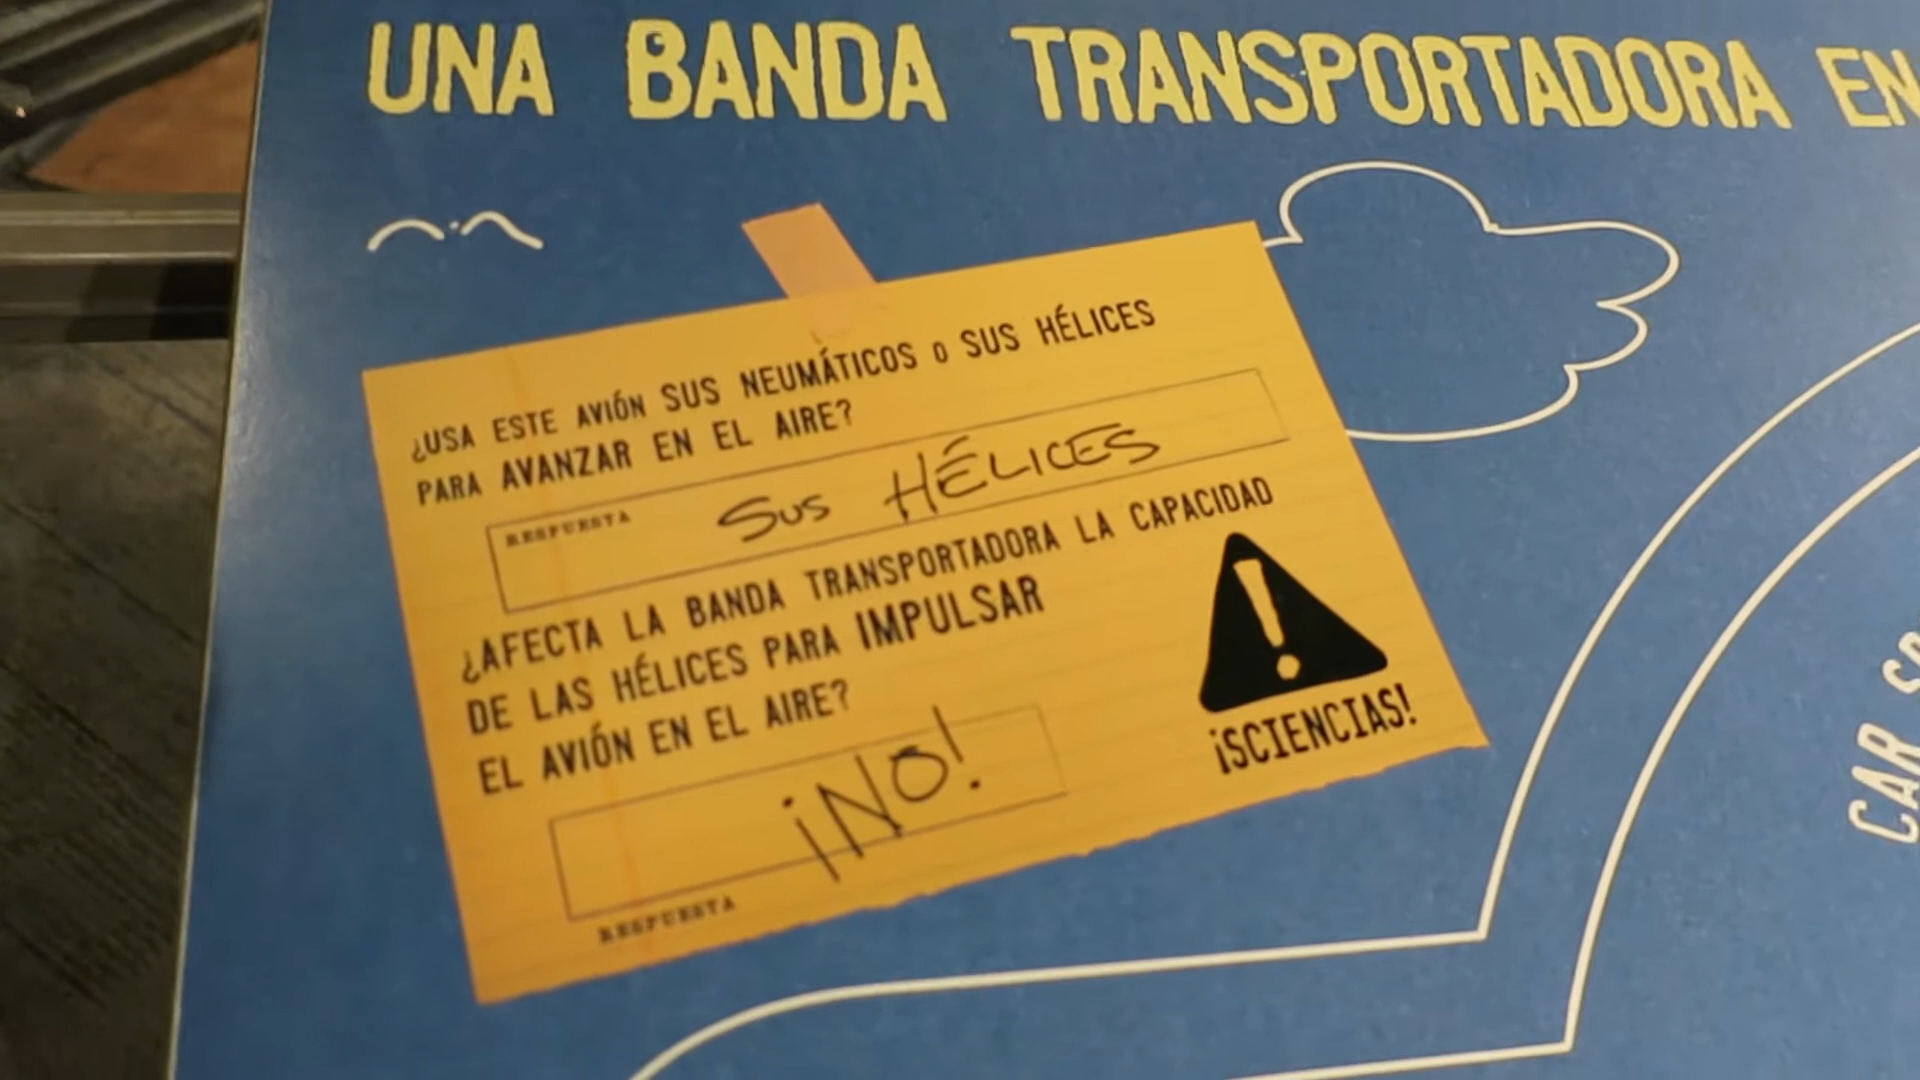 UNA BANDA TRANSPORTADORA EN
¿USA ESTE AVIÓN SUS NEUMÁTICOS O SUS HÉLICES
PARA AVANZAR EN EL AIRE?
RESPUESTA SUS HÉLICES
¿AFECTA LA BANDA TRANSPORTADORA LA CAPACIDAD
DE LAS HÉLICES PARA IMPULSAR
EL AVIÓN EN EL AIRE?
¡NO!
RESPUESTA
¡SCIENCIAS!
CAR